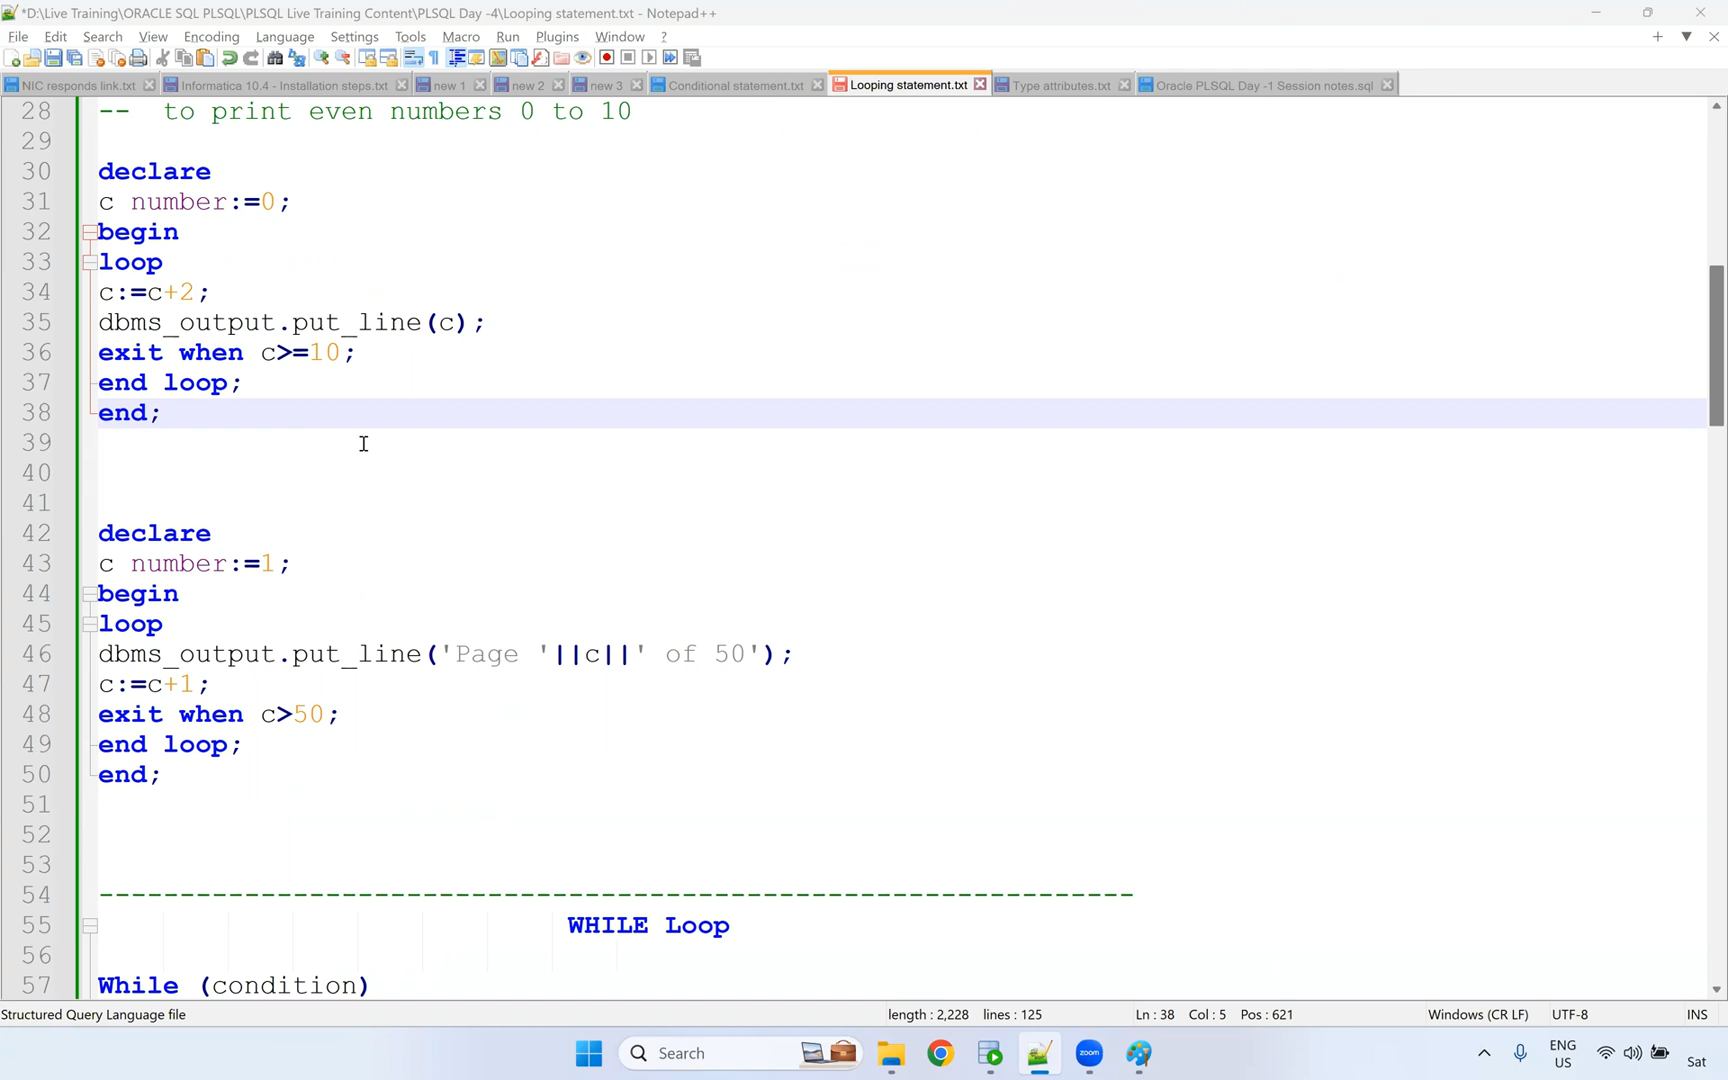 *D:\Live Training\ORACLE SQL PLSQL\PLSQL Live Training Content\PLSQL Day -4\Looping statement.txt - Notepad++
File Edit Search View Encoding Language Settings Tools Macro Run Plugins Window ?
NIC responds link.txt Informatica 10.4 - Installation steps.txt new 1 new 2 new 3 Conditional statement.txt Looping statement.txt Type attributes.txt Oracle PLSQL Day -1 Session notes.sql
28 -- to print even numbers 0 to 10
29
30 declare
31 c number:=0;
32 begin
33 loop
34 c:=c+2;
35 dbms_output.put_line(c);
36 exit when c>=10;
37 end loop;
38 end;
39
40
41
42 declare
43 c number:=1;
44 begin
45 loop
46 dbms_output.put_line('Page '||c||' of 50');
47 c:=c+1;
48 exit when c>50;
49 end loop;
50 end;
51
52
53
54 ----------------------------------------------------------------
55 WHILE Loop
56
57 While (condition)
Structured Query Language file length : 2,228 lines : 125 Ln : 38 Col : 5 Pos : 621 Windows (CR LF) UTF-8 INS
Search zoom ENG US Sat